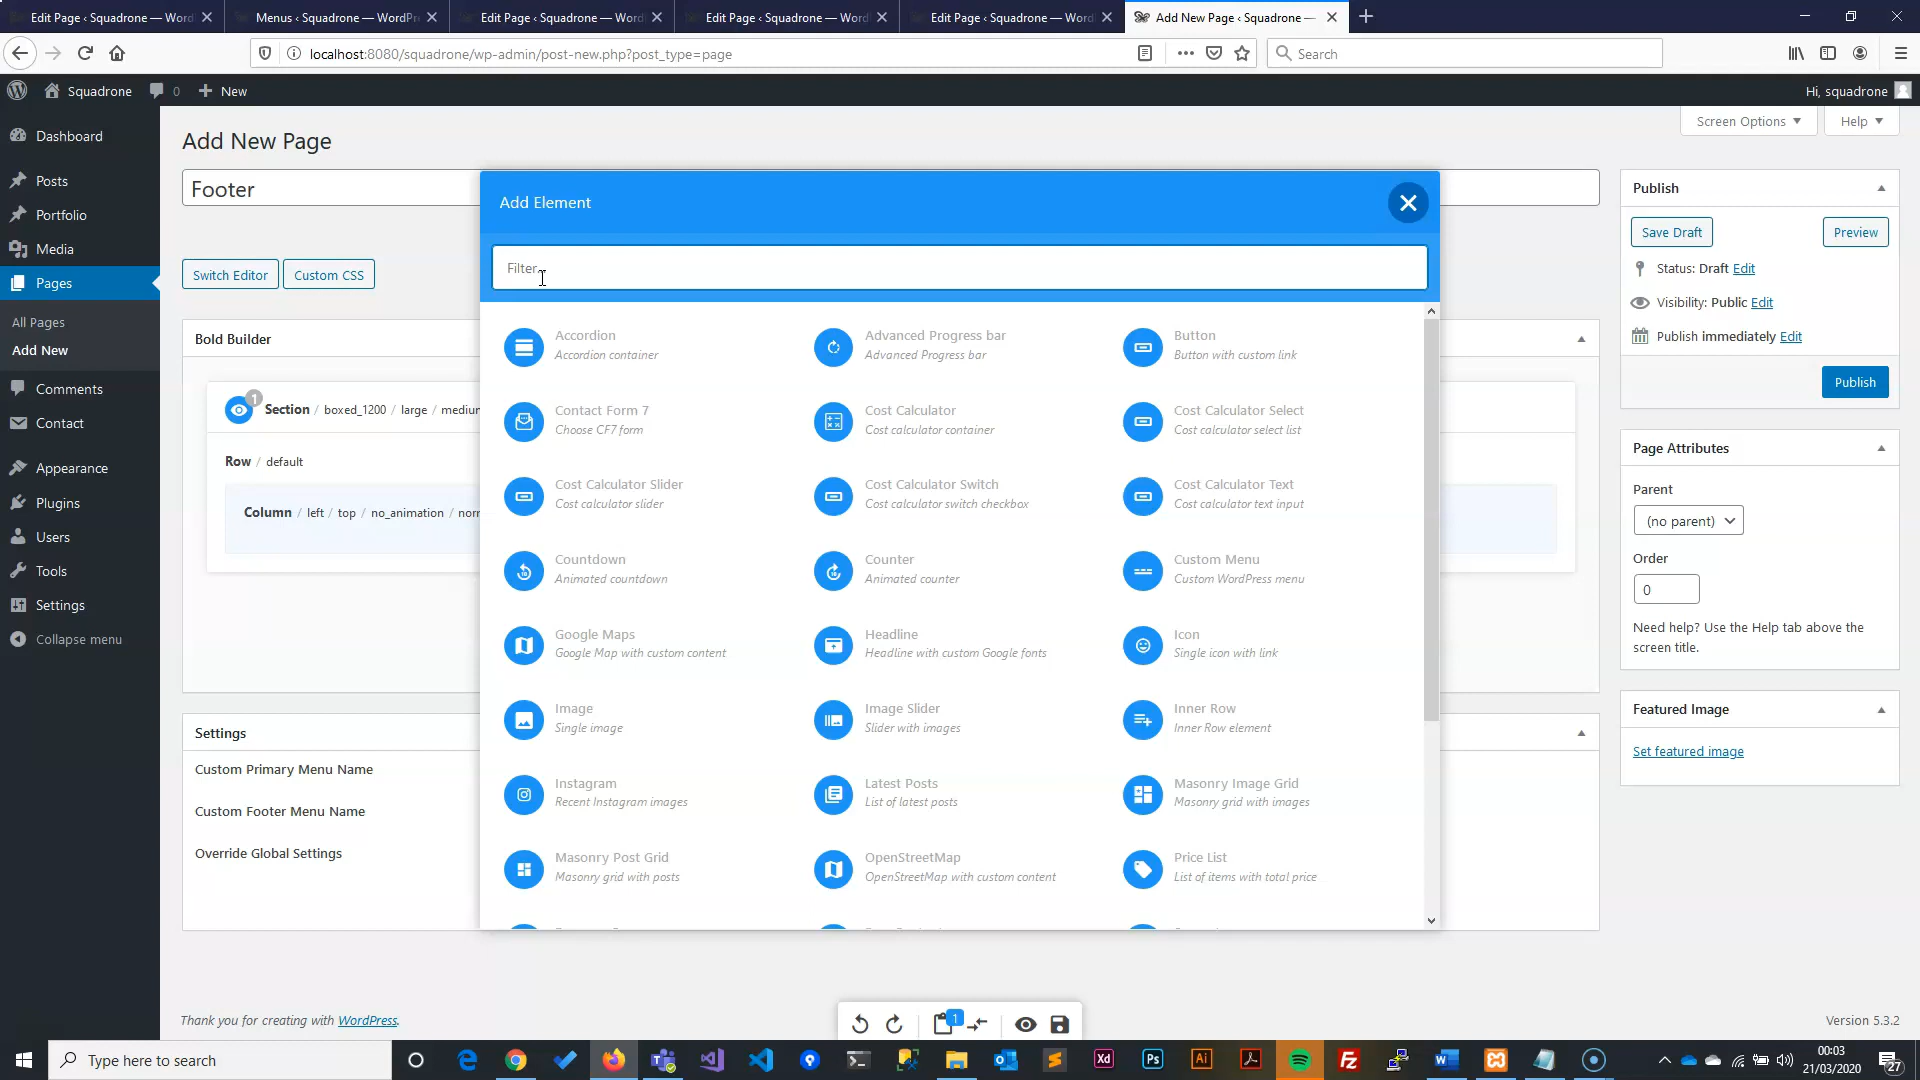 Edit Page ‹ Squadrone — Word
Menus ‹ Squadrone — WordPr
Edit Page ‹ Squadrone — Word
Edit Page ‹ Squadrone — Word
Edit Page ‹ Squadrone — Word
Add New Page ‹ Squadrone —
localhost:8080/squadrone/wp-admin/post-new.php?post_type=page
Search
Squadrone
0
New
Hi, squadrone
Dashboard
Posts
Portfolio
Media
Pages
All Pages
Add New
Comments
Contact
Appearance
Plugins
Users
Tools
Settings
Collapse menu
Screen Options
Help
Add New Page
Footer
Switch Editor
Custom CSS
Bold Builder
1
Section / boxed_1200 / large / medium
Row / default
Column / left / top / no_animation / norr
Settings
Custom Primary Menu Name
Custom Footer Menu Name
Override Global Settings
Add Element
Filter...
Accordion
Accordion container
Advanced Progress bar
Advanced Progress bar
Button
Button with custom link
Contact Form 7
Choose CF7 form
Cost Calculator
Cost calculator container
Cost Calculator Select
Cost calculator select list
Cost Calculator Slider
Cost calculator slider
Cost Calculator Switch
Cost calculator switch checkbox
Cost Calculator Text
Cost calculator text input
Countdown
Animated countdown
Counter
Animated counter
Custom Menu
Custom WordPress menu
Google Maps
Google Map with custom content
Headline
Headline with custom Google fonts
Icon
Single icon with link
Image
Single image
Image Slider
Slider with images
Inner Row
Inner Row element
Instagram
Recent Instagram images
Latest Posts
List of latest posts
Masonry Image Grid
Masonry grid with images
Masonry Post Grid
Masonry grid with posts
OpenStreetMap
OpenStreetMap with custom content
Price List
List of items with total price
Publish
Save Draft
Preview
Status: Draft Edit
Visibility: Public Edit
Publish immediately Edit
Publish
Page Attributes
Parent
(no parent)
Order
0
Need help? Use the Help tab above the
screen title.
Featured Image
Set featured image
Thank you for creating with WordPress.
1
Version 5.3.2
Type here to search
Xd
Ps
Ai
00:03
21/03/2020
27